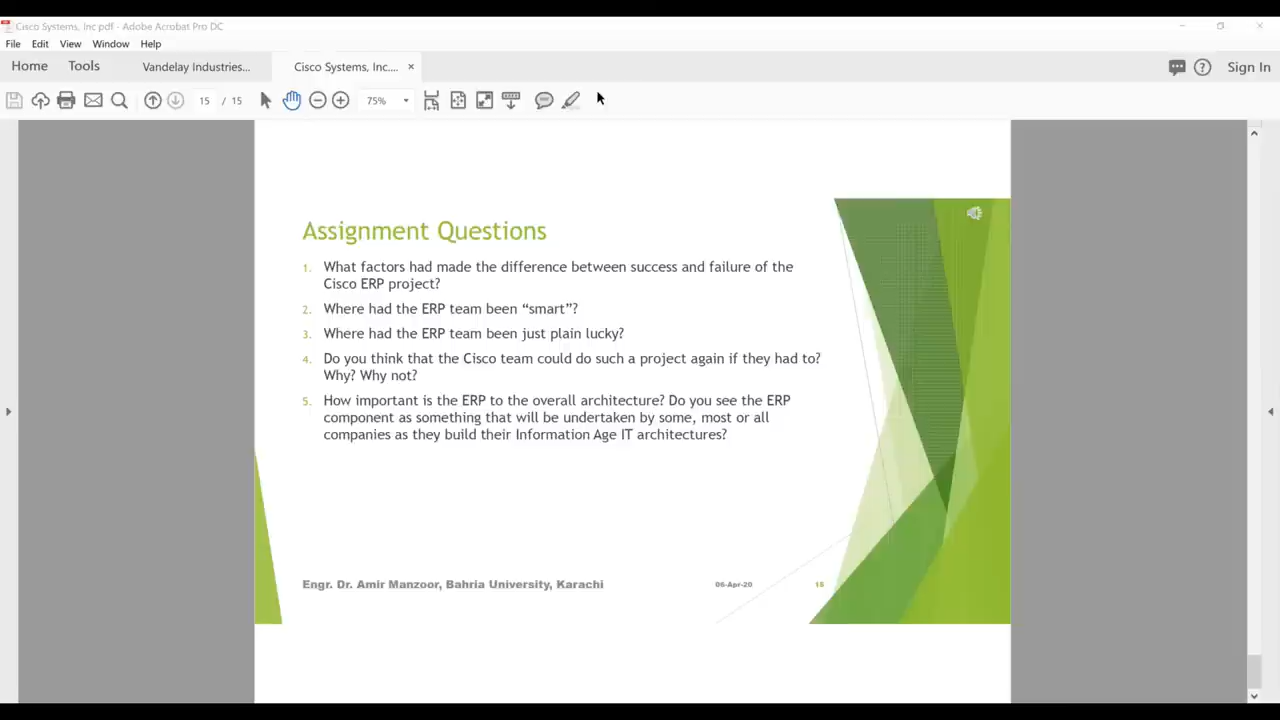 Cisco Systems, Inc.pdf - Adobe Acrobat Pro DC
File Edit View Window Help
Home Tools Vandelay Industries... Cisco Systems, Inc.... × Sign In
15 / 15 75%
Assignment Questions
1. What factors had made the difference between success and failure of the
Cisco ERP project?
2. Where had the ERP team been “smart”?
3. Where had the ERP team been just plain lucky?
4. Do you think that the Cisco team could do such a project again if they had to?
Why? Why not?
5. How important is the ERP to the overall architecture? Do you see the ERP
component as something that will be undertaken by some, most or all
companies as they build their Information Age IT architectures?
Engr. Dr. Amir Manzoor, Bahria University, Karachi 06-Apr-20 15